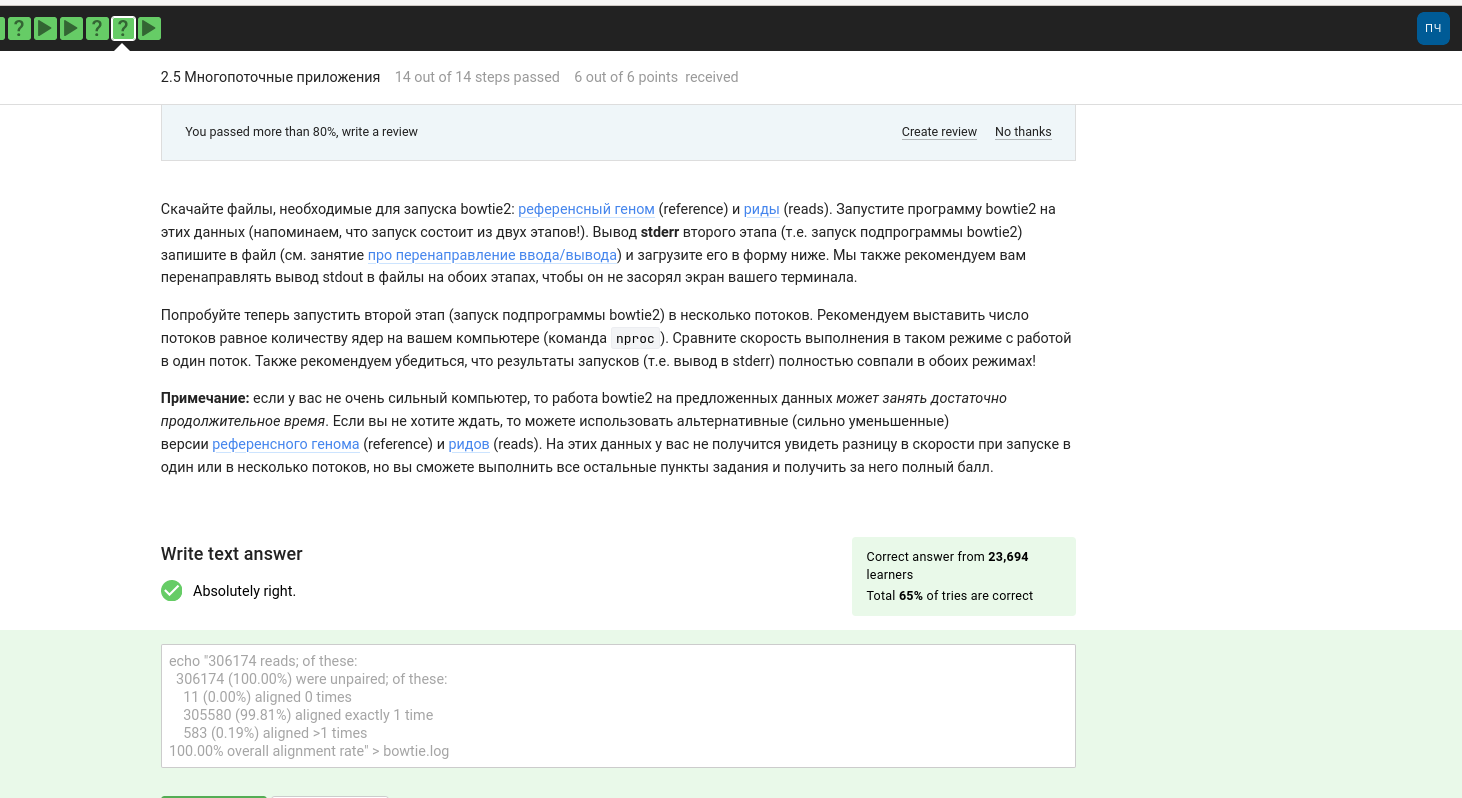 ? ? ?
ПЧ
2.5 Многопоточные приложения 14 out of 14 steps passed 6 out of 6 points received
You passed more than 80%, write a review Create review No thanks
Скачайте файлы, необходимые для запуска bowtie2: референсный геном (reference) и риды (reads). Запустите программу bowtie2 на
этих данных (напоминаем, что запуск состоит из двух этапов!). Вывод stderr второго этапа (т.е. запуск подпрограммы bowtie2)
запишите в файл (см. занятие про перенаправление ввода/вывода) и загрузите его в форму ниже. Мы также рекомендуем вам
перенаправлять вывод stdout в файлы на обоих этапах, чтобы он не засорял экран вашего терминала.
Попробуйте теперь запустить второй этап (запуск подпрограммы bowtie2) в несколько потоков. Рекомендуем выставить число
потоков равное количеству ядер на вашем компьютере (команда nproc ). Сравните скорость выполнения в таком режиме с работой
в один поток. Также рекомендуем убедиться, что результаты запусков (т.е. вывод в stderr) полностью совпали в обоих режимах!
Примечание: если у вас не очень сильный компьютер, то работа bowtie2 на предложенных данных может занять достаточно
продолжительное время. Если вы не хотите ждать, то можете использовать альтернативные (сильно уменьшенные)
версии референсного генома (reference) и ридов (reads). На этих данных у вас не получится увидеть разницу в скорости при запуске в
один или в несколько потоков, но вы сможете выполнить все остальные пункты задания и получить за него полный балл.
Write text answer
Absolutely right.
Correct answer from 23,694
learners
Total 65% of tries are correct
echo "306174 reads; of these:
306174 (100.00%) were unpaired; of these:
11 (0.00%) aligned 0 times
305580 (99.81%) aligned exactly 1 time
583 (0.19%) aligned >1 times
100.00% overall alignment rate" > bowtie.log